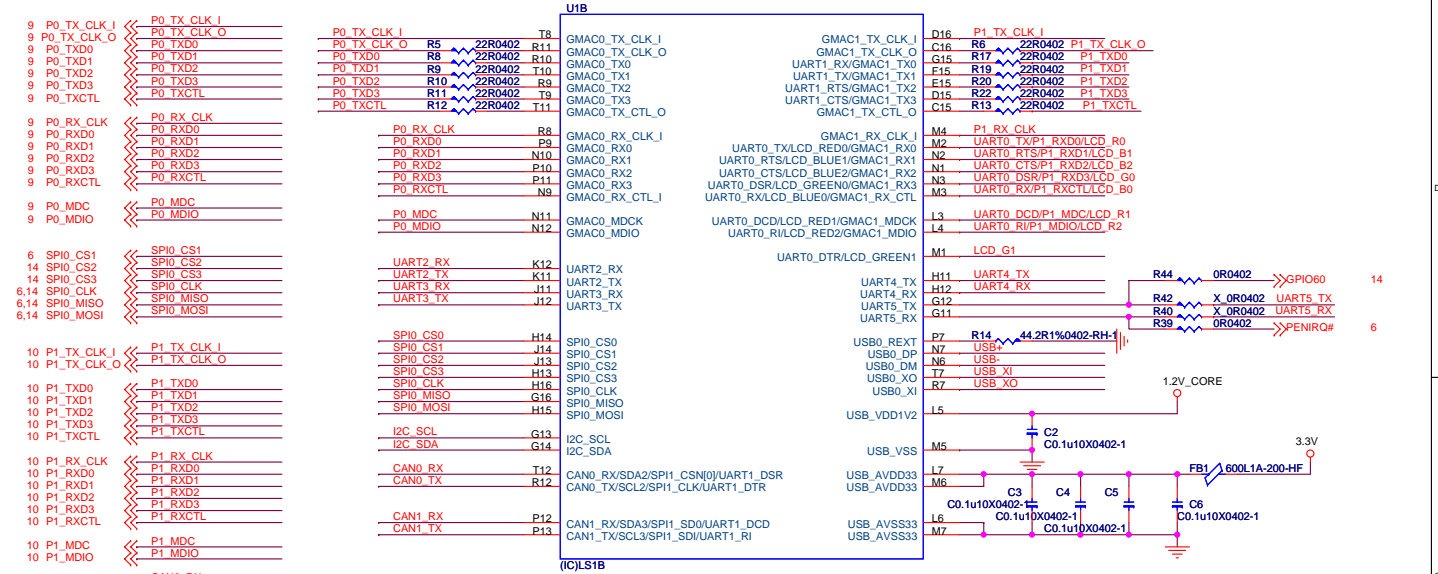 U1B
9 P0_TX_CLK_I P0_TX_CLK_I
9 P0_TX_CLK_O P0_TX_CLK_O
9 P0_TXD0 P0_TXD0
9 P0_TXD1 P0_TXD1
9 P0_TXD2 P0_TXD2
9 P0_TXD3 P0_TXD3
9 P0_TXCTL P0_TXCTL
9 P0_RX_CLK P0_RX_CLK
9 P0_RXD0 P0_RXD0
9 P0_RXD1 P0_RXD1
9 P0_RXD2 P0_RXD2
9 P0_RXD3 P0_RXD3
9 P0_RXCTL P0_RXCTL
9 P0_MDC P0_MDC
9 P0_MDIO P0_MDIO
6 SPI0_CS1 SPI0_CS1
14 SPI0_CS2 SPI0_CS2
14 SPI0_CS3 SPI0_CS3
6,14 SPI0_CLK SPI0_CLK
6,14 SPI0_MISO SPI0_MISO
6,14 SPI0_MOSI SPI0_MOSI
10 P1_TX_CLK_I P1_TX_CLK_I
10 P1_TX_CLK_O P1_TX_CLK_O
10 P1_TXD0 P1_TXD0
10 P1_TXD1 P1_TXD1
10 P1_TXD2 P1_TXD2
10 P1_TXD3 P1_TXD3
10 P1_TXCTL P1_TXCTL
10 P1_RX_CLK P1_RX_CLK
10 P1_RXD0 P1_RXD0
10 P1_RXD1 P1_RXD1
10 P1_RXD2 P1_RXD2
10 P1_RXD3 P1_RXD3
10 P1_RXCTL P1_RXCTL
10 P1_MDC P1_MDC
10 P1_MDIO P1_MDIO
P0_TX_CLK_I T8 GMAC0_TX_CLK_I
P0_TX_CLK_O R5 22R0402 R11 GMAC0_TX_CLK_O
P0_TXD0 R8 22R0402 R10 GMAC0_TX0
P0_TXD1 R9 22R0402 T10 GMAC0_TX1
P0_TXD2 R10 22R0402 R9 GMAC0_TX2
P0_TXD3 R11 22R0402 T9 GMAC0_TX3
P0_TXCTL R12 22R0402 T11 GMAC0_TX_CTL_O
P0_RX_CLK R8 GMAC0_RX_CLK_I
P0_RXD0 P9 GMAC0_RX0
P0_RXD1 N10 GMAC0_RX1
P0_RXD2 P10 GMAC0_RX2
P0_RXD3 P11 GMAC0_RX3
P0_RXCTL N9 GMAC0_RX_CTL_I
P0_MDC N11 GMAC0_MDCK
P0_MDIO N12 GMAC0_MDIO
UART2_RX K12 UART2_RX
UART2_TX K11 UART2_TX
UART3_RX J11 UART3_RX
UART3_TX J12 UART3_TX
SPI0_CS0 H14 SPI0_CS0
SPI0_CS1 J14 SPI0_CS1
SPI0_CS2 J13 SPI0_CS2
SPI0_CS3 H13 SPI0_CS3
SPI0_CLK H16 SPI0_CLK
SPI0_MISO G16 SPI0_MISO
SPI0_MOSI H15 SPI0_MOSI
I2C_SCL G13 I2C_SCL
I2C_SDA G14 I2C_SDA
CAN0_RX T12 CAN0_RX/SDA2/SPI1_CSN[0]/UART1_DSR
CAN0_TX R12 CAN0_TX/SCL2/SPI1_CLK/UART1_DTR
CAN1_RX P12 CAN1_RX/SDA3/SPI1_SD0/UART1_DCD
CAN1_TX P13 CAN1_TX/SCL3/SPI1_SDI/UART1_RI
GMAC1_TX_CLK_I D16 P1_TX_CLK_I
GMAC1_TX_CLK_O C16 R6 22R0402 P1_TX_CLK_O
UART1_RX/GMAC1_TX0 G15 R17 22R0402 P1_TXD0
UART1_TX/GMAC1_TX1 F15 R19 22R0402 P1_TXD1
UART1_RTS/GMAC1_TX2 E15 R20 22R0402 P1_TXD2
UART1_CTS/GMAC1_TX3 D15 R22 22R0402 P1_TXD3
GMAC1_TX_CTL_O C15 R13 22R0402 P1_TXCTL
GMAC1_RX_CLK_I M4 P1_RX_CLK
UART0_TX/LCD_RED0/GMAC1_RX0 M2 UART0_TX/P1_RXD0/LCD_R0
UART0_RTS/LCD_BLUE1/GMAC1_RX1 N2 UART0_RTS/P1_RXD1/LCD_B1
UART0_CTS/LCD_BLUE2/GMAC1_RX2 N1 UART0_CTS/P1_RXD2/LCD_B2
UART0_DSR/LCD_GREEN0/GMAC1_RX3 N3 UART0_DSR/P1_RXD3/LCD_G0
UART0_RX/LCD_BLUE0/GMAC1_RX_CTL M3 UART0_RX/P1_RXCTL/LCD_B0
UART0_DCD/LCD_RED1/GMAC1_MDCK L3 UART0_DCD/P1_MDC/LCD_R1
UART0_RI/LCD_RED2/GMAC1_MDIO L4 UART0_RI/P1_MDIO/LCD_R2
UART0_DTR/LCD_GREEN1 M1 LCD_G1
UART4_TX H11 UART4_TX R44 0R0402 GPIO60 14
UART4_RX H12 UART4_RX
UART5_TX G12 R42 X_0R0402 UART5_TX
UART5_RX G11 R40 X_0R0402 UART5_RX
R39 0R0402 PENIRQ# 6
USB0_REXT P7 R14 44.2R1%0402-RH-1
USB0_DP N7 USB+
USB0_DM N6 USB-
USB0_XO T7 USB_XI
USB0_XI R7 USB_XO
1.2V_CORE
USB_VDD1V2 L5
C2
C0.1u10X0402-1
USB_VSS M5
3.3V
USB_AVDD33 L7 FB1 600L1A-200-HF
USB_AVDD33 M6
C3 C4 C5 C6
C0.1u10X0402-1
C0.1u10X0402-1
C0.1u10X0402-1
C0.1u10X0402-1
USB_AVSS33 L6
USB_AVSS33 M7
(IC)LS1B